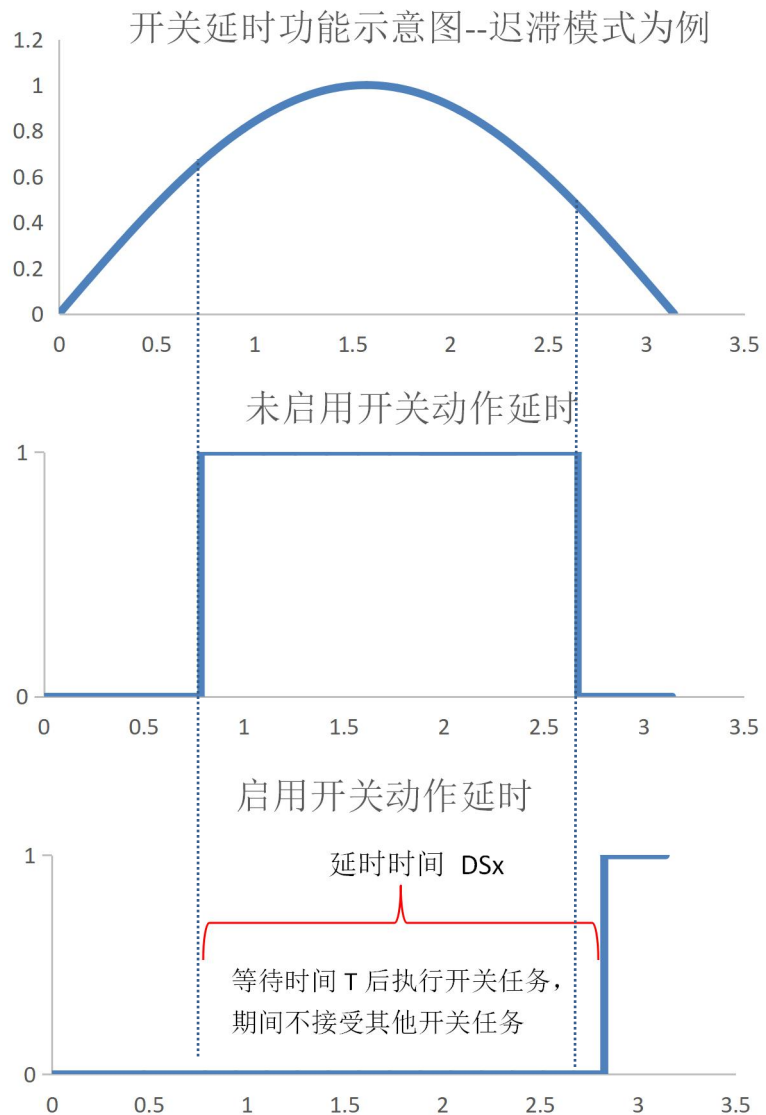 开关延时功能示意图--迟滞模式为例
1.2
1
0.8
0.6
0.4
0.2
0
0 0.5 1 1.5 2 2.5 3 3.5
未启用开关动作延时
1
0
0 0.5 1 1.5 2 2.5 3 3.5
启用开关动作延时
1
延时时间 DSx
等待时间 T 后执行开关任务，
期间不接受其他开关任务
0
0 0.5 1 1.5 2 2.5 3 3.5